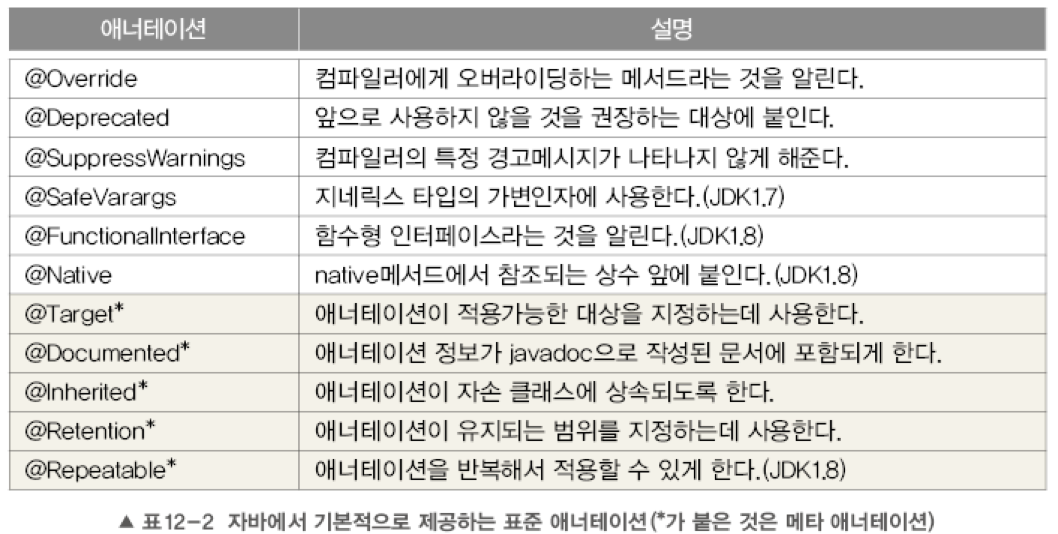 애너테이션 설명
@Override 컴파일러에게 오버라이딩하는 메서드라는 것을 알린다.
@Deprecated 앞으로 사용하지 않을 것을 권장하는 대상에 붙인다.
@SuppressWarnings 컴파일러의 특정 경고메시지가 나타나지 않게 해준다.
@SafeVarargs 지네릭스 타입의 가변인자에 사용한다.(JDK1.7)
@FunctionalInterface 함수형 인터페이스라는 것을 알린다.(JDK1.8)
@Native native메서드에서 참조되는 상수 앞에 붙인다.(JDK1.8)
@Target* 애너테이션이 적용가능한 대상을 지정하는데 사용한다.
@Documented* 애너테이션 정보가 javadoc으로 작성된 문서에 포함되게 한다.
@Inherited* 애너테이션이 자손 클래스에 상속되도록 한다.
@Retention* 애너테이션이 유지되는 범위를 지정하는데 사용한다.
@Repeatable* 애너테이션을 반복해서 적용할 수 있게 한다.(JDK1.8)
▲ 표12-2 자바에서 기본적으로 제공하는 표준 애너테이션(*가 붙은 것은 메타 애너테이션)